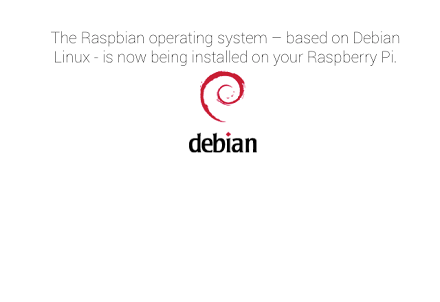 The Raspbian operating system – based on Debian
Linux - is now being installed on your Raspberry Pi.
debian